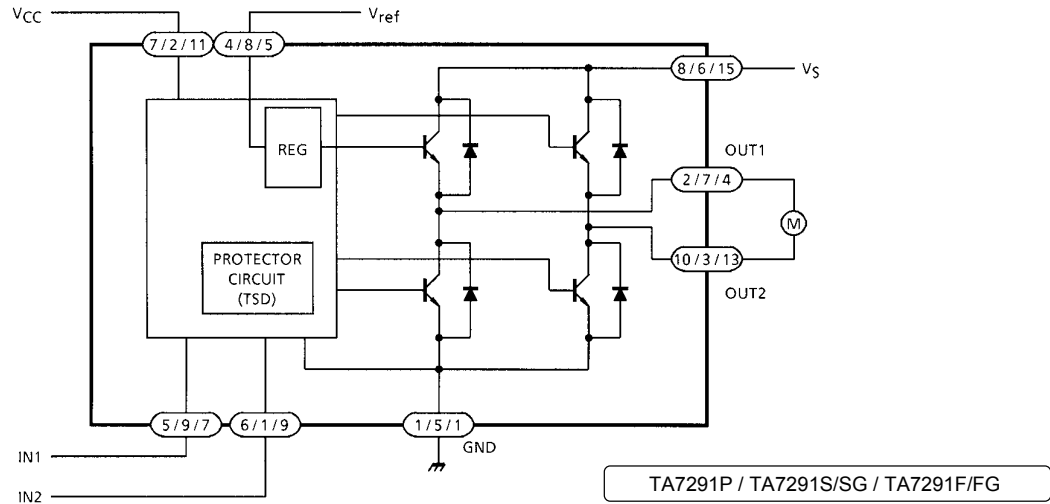 VCC
Vref
7/2/11
4/8/5
8/6/15
VS
REG
OUT1
2/7/4
M
PROTECTOR
CIRCUIT
(TSD)
10/3/13
OUT2
5/9/7
6/1/9
1/5/1
GND
IN1
IN2
TA7291P / TA7291S/SG / TA7291F/FG